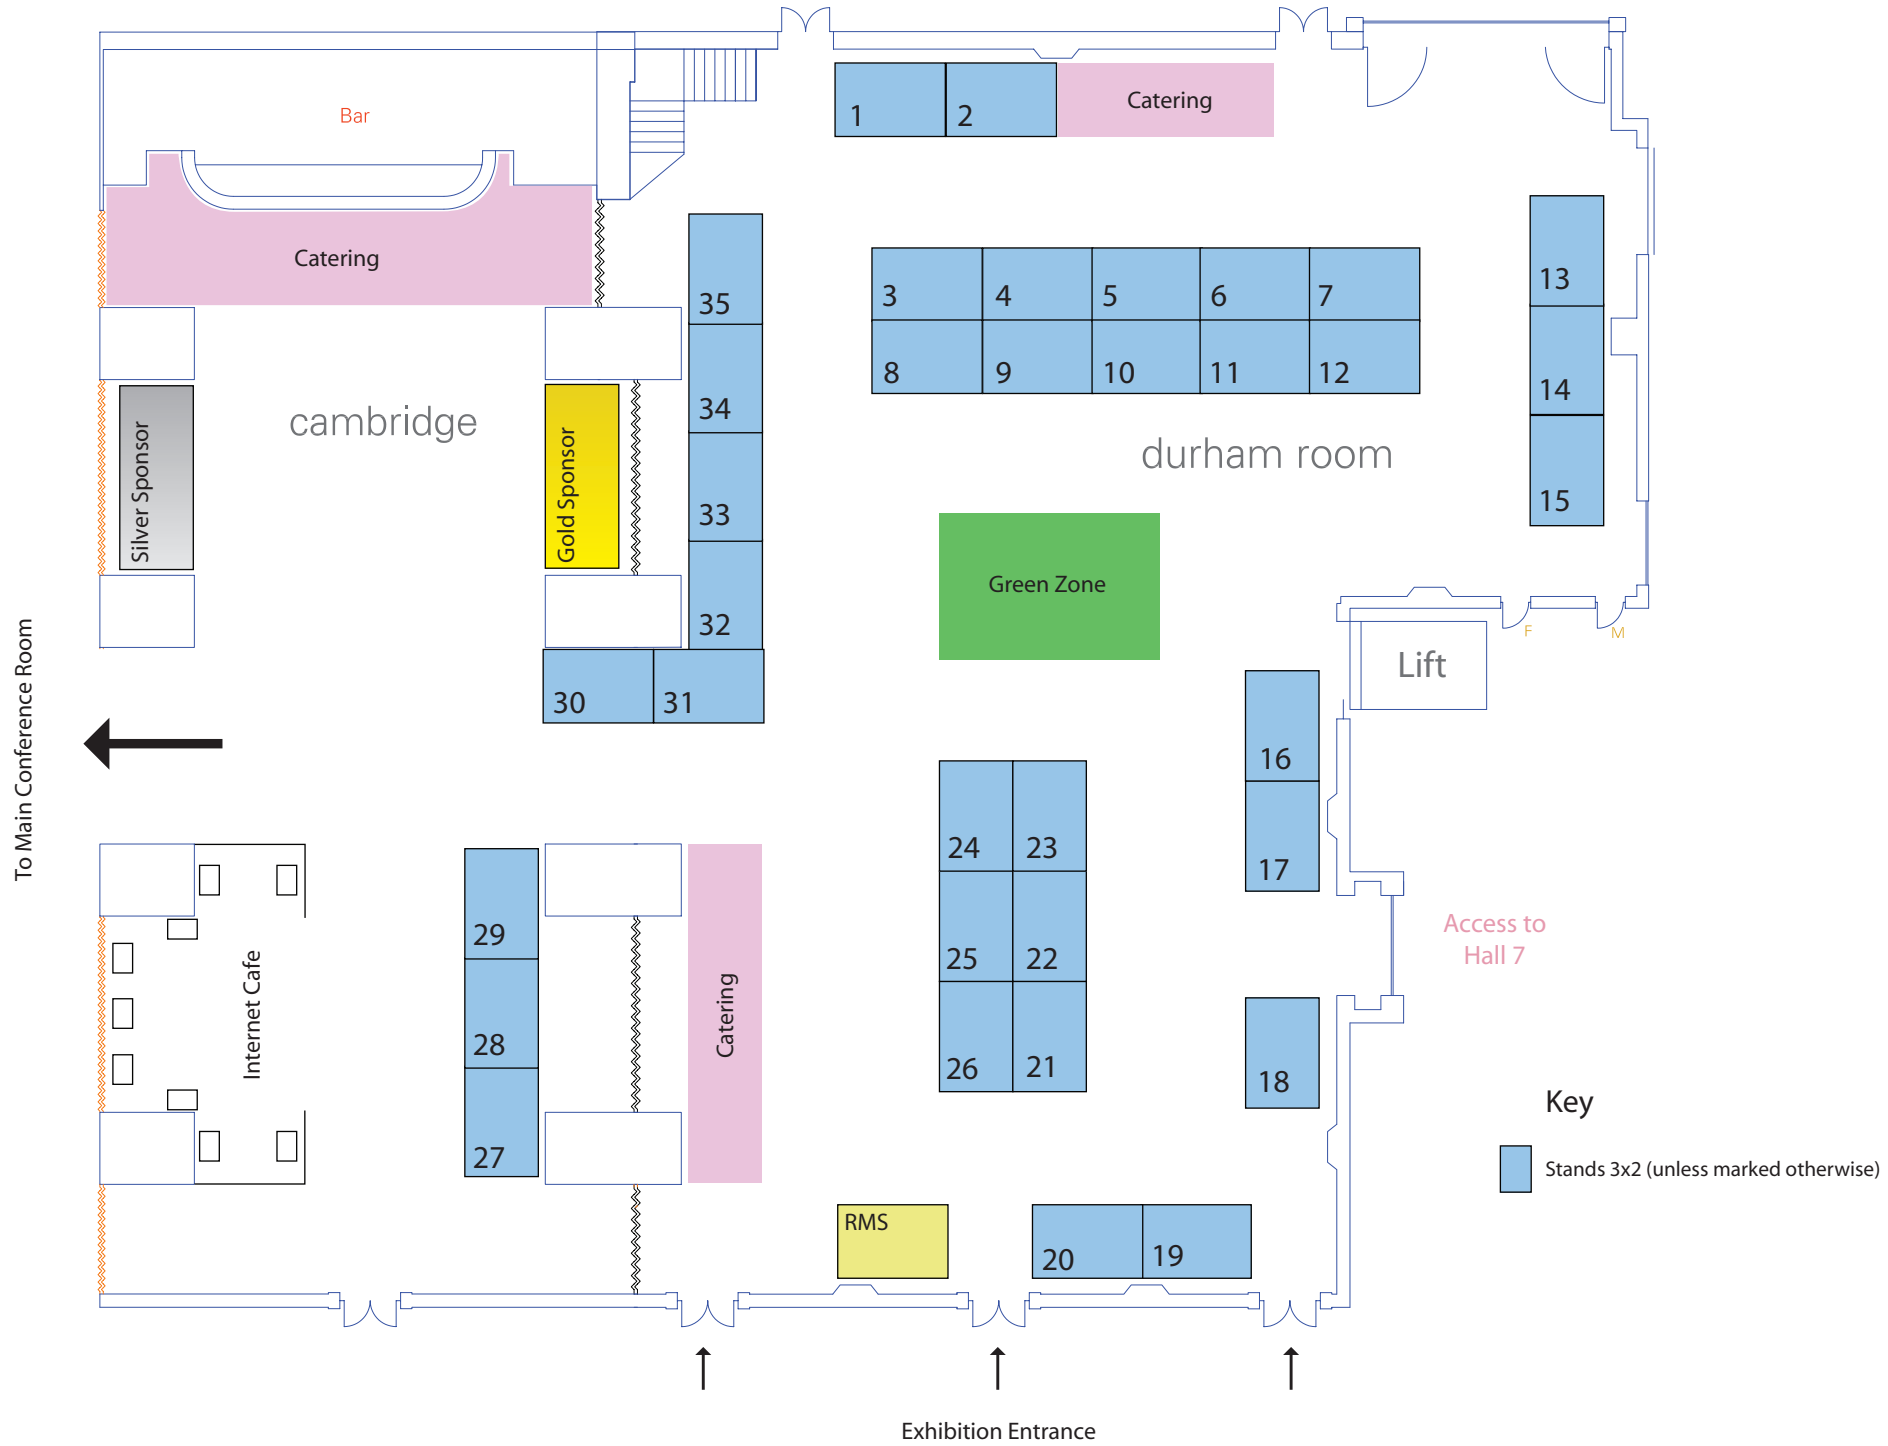 Bar
1
2
Catering
Catering
35
3
4
5
6
7
13
34
8
9
10
11
12
14
cambridge
durham room
Silver Sponsor
Gold Sponsor
33
15
Green Zone
32
F
M
Lift
To Main Conference Room
30
31
16
24
23
17
29
Access to
Hall 7
25
22
Internet Cafe
28
Catering
26
21
18
Key
27
Stands 3x2 (unless marked otherwise)
RMS
20
19
Exhibition Entrance